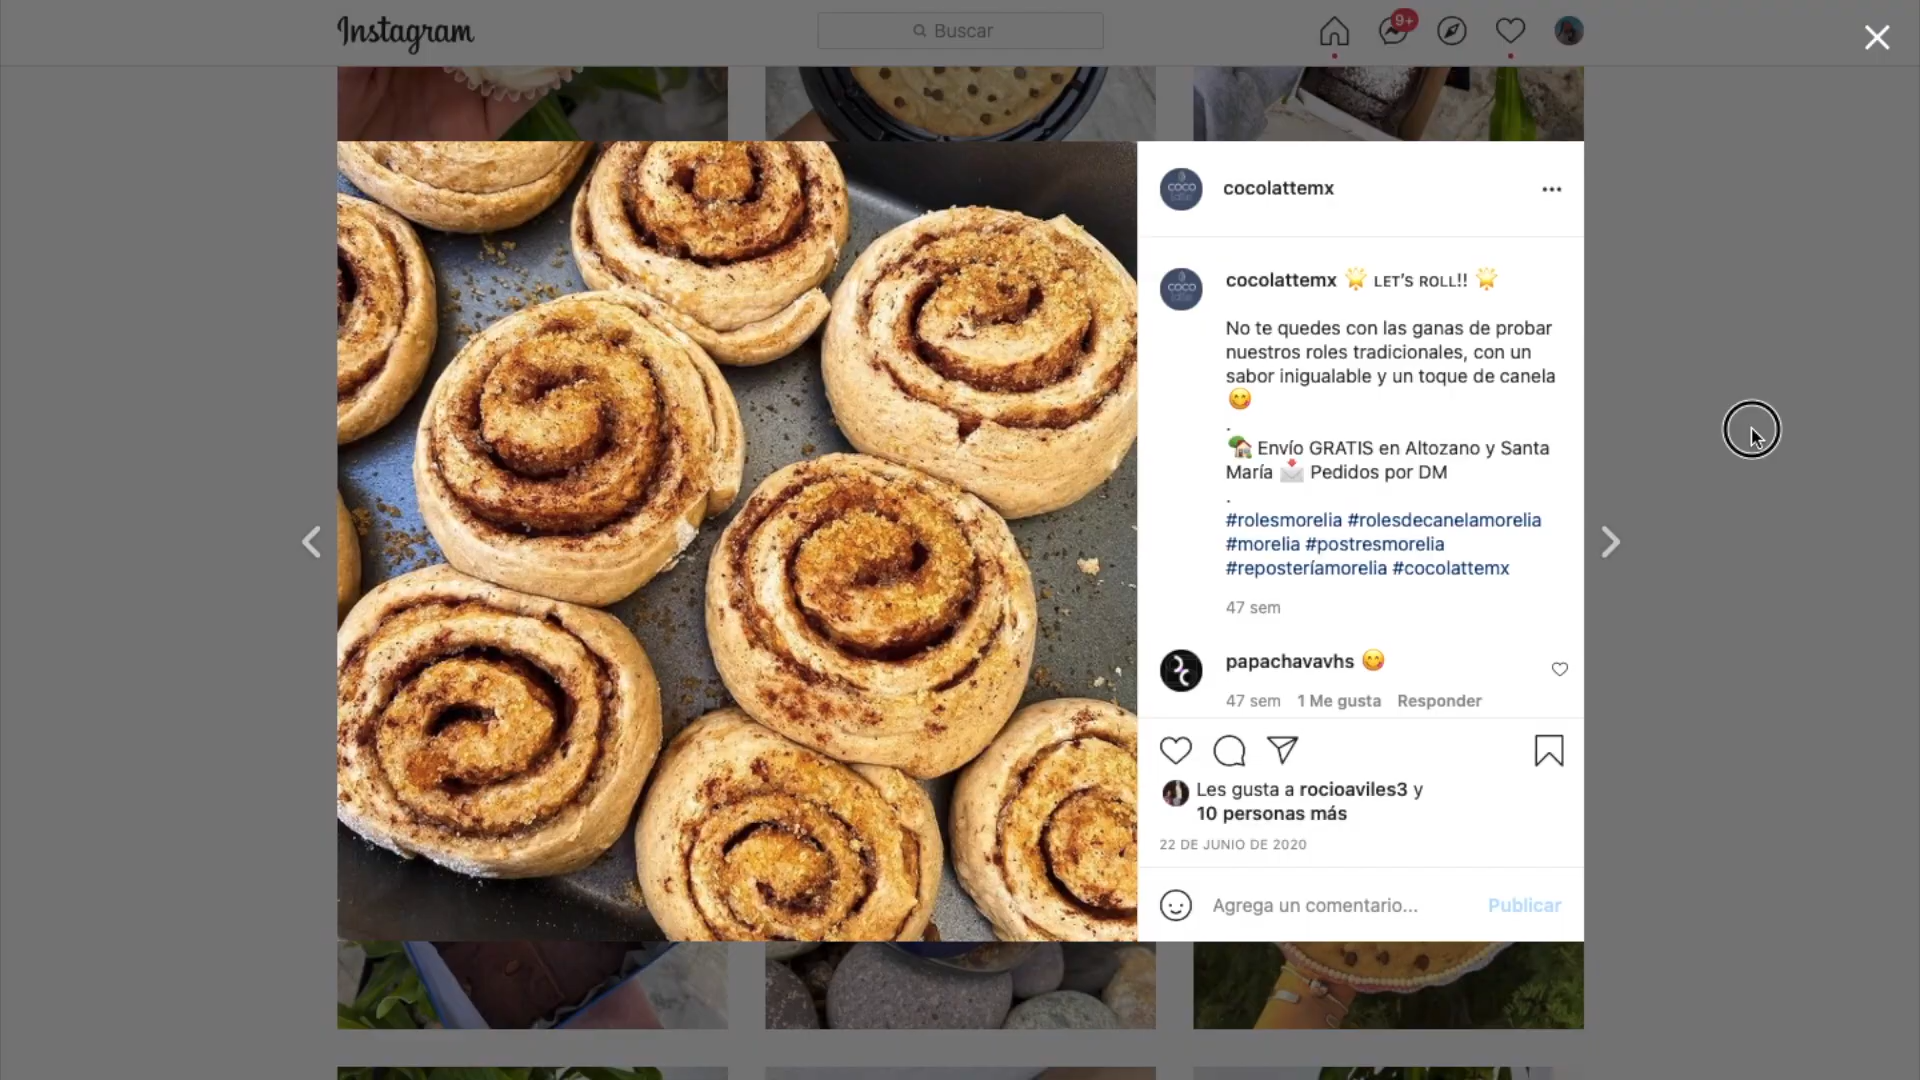 Instagram
Buscar
9+
cocolattemx
cocolattemx 🌟 ʟᴇᴛ’s ʀᴏʟʟ!! 🌟
No te quedes con las ganas de probar
nuestros roles tradicionales, con un
sabor inigualable y un toque de canela
😋
.
🏡 Envío GRATIS en Altozano y Santa
María 📩 Pedidos por DM
.
#rolesmorelia #rolesdecanelamorelia
#morelia #postresmorelia
#reposteríamorelia #cocolattemx
47 sem
papachavavhs 😋
47 sem 1 Me gusta Responder
Les gusta a rocioaviles3 y
10 personas más
22 DE JUNIO DE 2020
Agrega un comentario... Publicar